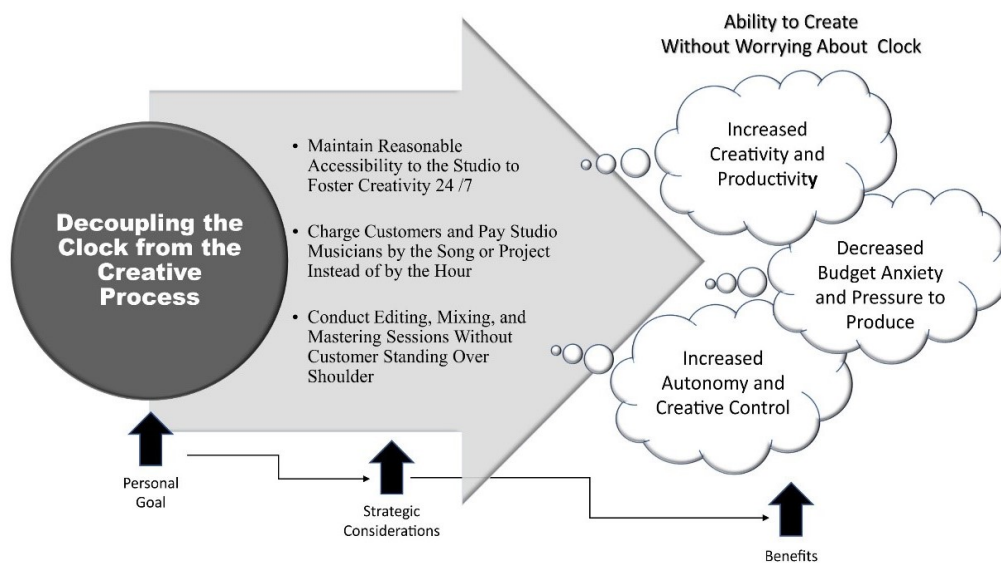 Ability to Create
Without Worrying About Clock
Decoupling the
Clock from the
Creative
Process
• Maintain Reasonable
Accessibility to the Studio to
Foster Creativity 24 /7
• Charge Customers and Pay Studio
Musicians by the Song or Project
Instead of by the Hour
• Conduct Editing, Mixing, and
Mastering Sessions Without
Customer Standing Over
Shoulder
Increased
Creativity and
Productivity
Decreased
Budget Anxiety
and Pressure to
Produce
Increased
Autonomy and
Creative Control
Personal
Goal
Strategic
Considerations
Benefits